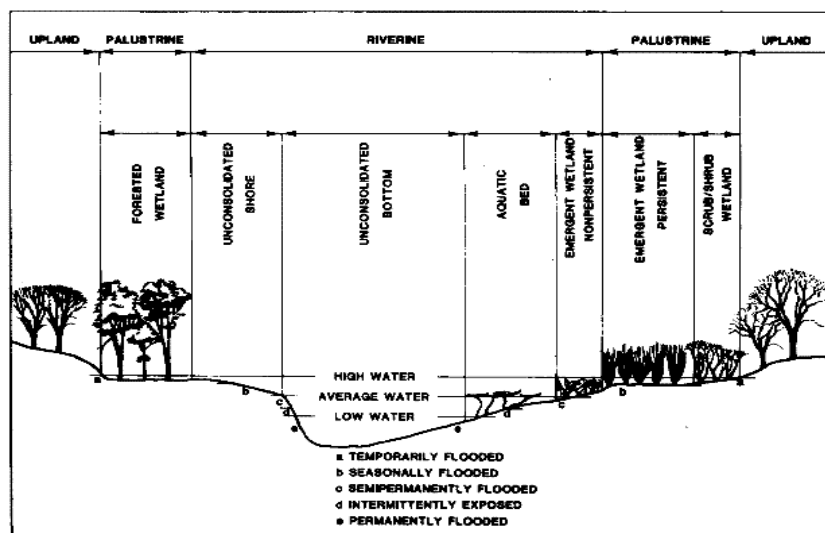 UPLAND PALUSTRINE RIVERINE PALUSTRINE UPLAND
FORESTED
WETLAND
UNCONSOLIDATED
SHORE
UNCONSOLIDATED
BOTTOM
AQUATIC
BED
EMERGENT WETLAND
NONPERSISTENT
EMERGENT WETLAND
PERSISTENT
SCRUB/SHRUB
WETLAND
HIGH WATER
AVERAGE WATER
LOW WATER
a
b
c
d
e
e
d
c
b
a
a TEMPORARILY FLOODED
b SEASONALLY FLOODED
c SEMIPERMANENTLY FLOODED
d INTERMITTENTLY EXPOSED
e PERMANENTLY FLOODED